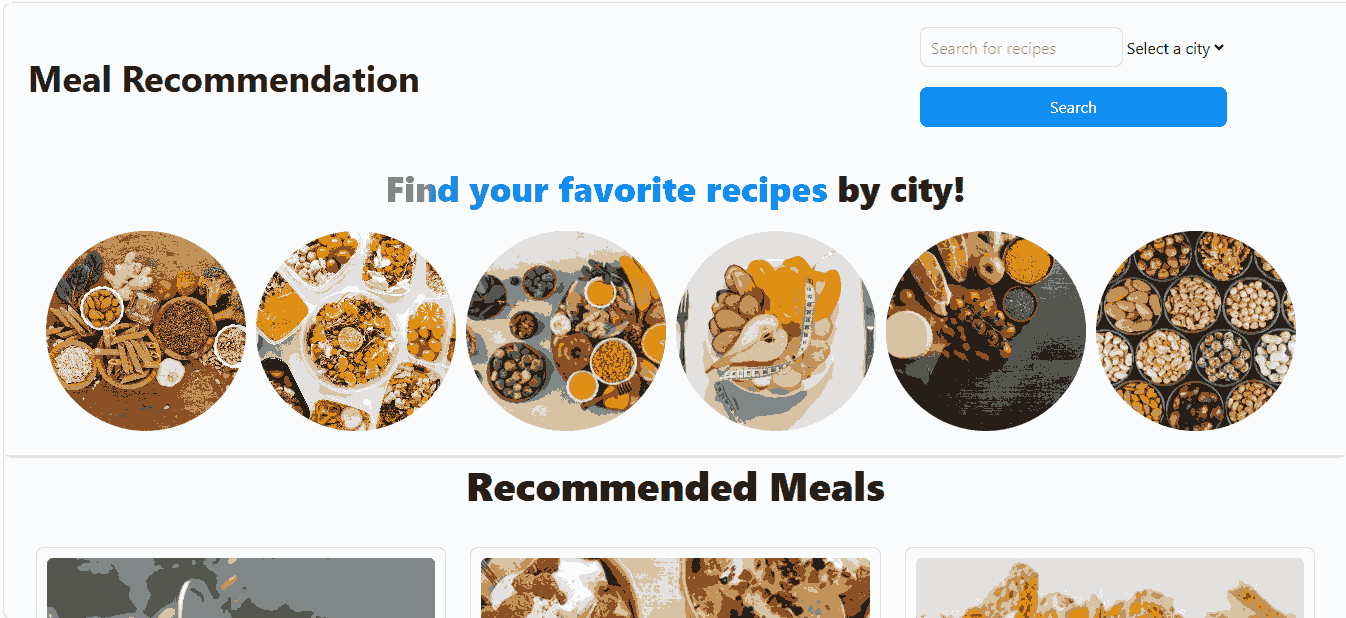 Meal Recommendation
Search for recipes
Select a city
Search
Find your favorite recipes by city!
Recommended Meals